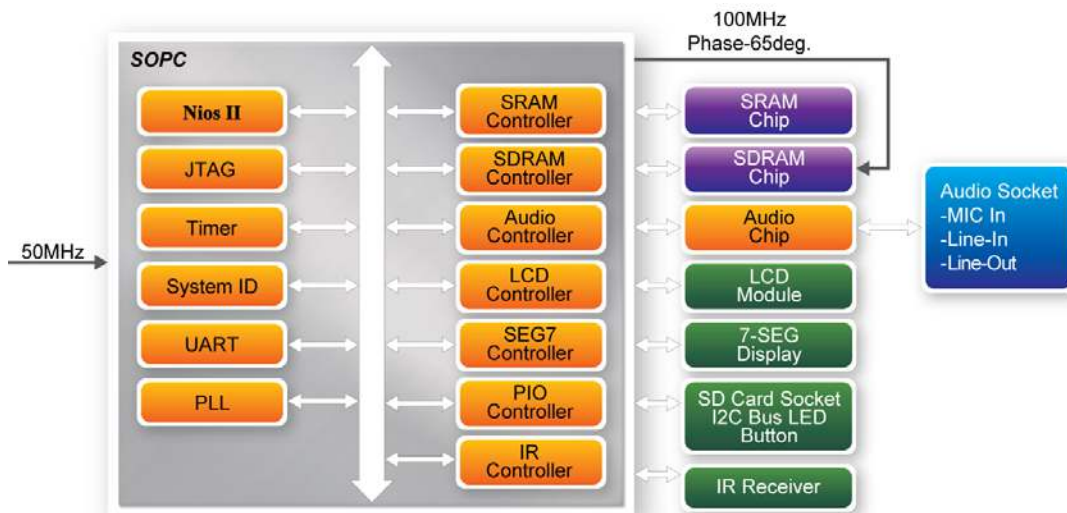 100MHz
Phase-65deg.
SOPC
Nios II
JTAG
Timer
System ID
UART
PLL
50MHz
SRAM
Controller
SDRAM
Controller
Audio
Controller
LCD
Controller
SEG7
Controller
PIO
Controller
IR
Controller
SRAM
Chip
SDRAM
Chip
Audio
Chip
LCD
Module
7-SEG
Display
SD Card Socket
I2C Bus LED
Button
IR Receiver
Audio Socket
-MIC In
-Line-In
-Line-Out